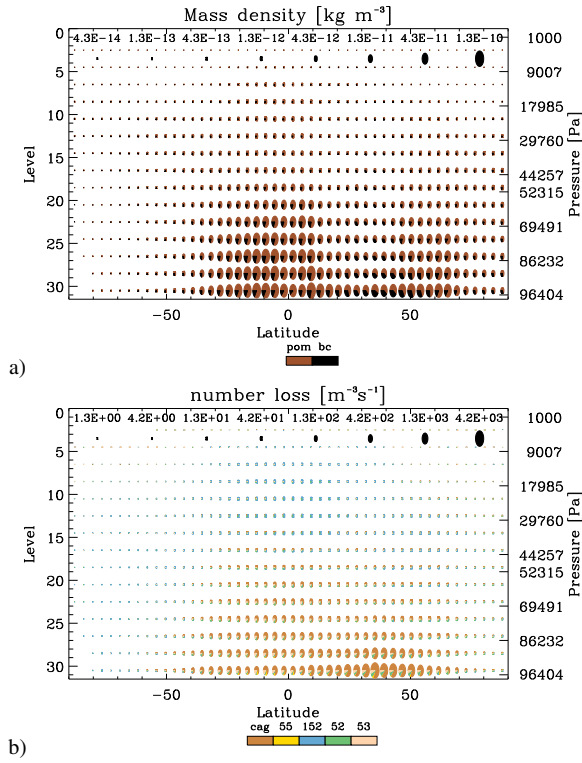 Mass density [kg m⁻³]
4.3E-14 1.3E-13 4.3E-13 1.3E-12 4.3E-12 1.3E-11 4.3E-11 1.3E-10
0 1000
5 9007
10 17985
15 29760
20 44257
52315
25 69491
30 86232
96404
Level
Pressure [Pa]
-50 0 50
Latitude
pom bc
a)
number loss [m⁻³s⁻¹]
1.3E+00 4.2E+00 1.3E+01 4.2E+01 1.3E+02 4.2E+02 1.3E+03 4.2E+03
0 1000
5 9007
10 17985
15 29760
20 44257
52315
25 69491
30 86232
96404
Level
Pressure [Pa]
-50 0 50
Latitude
cag 55 152 52 53
b)